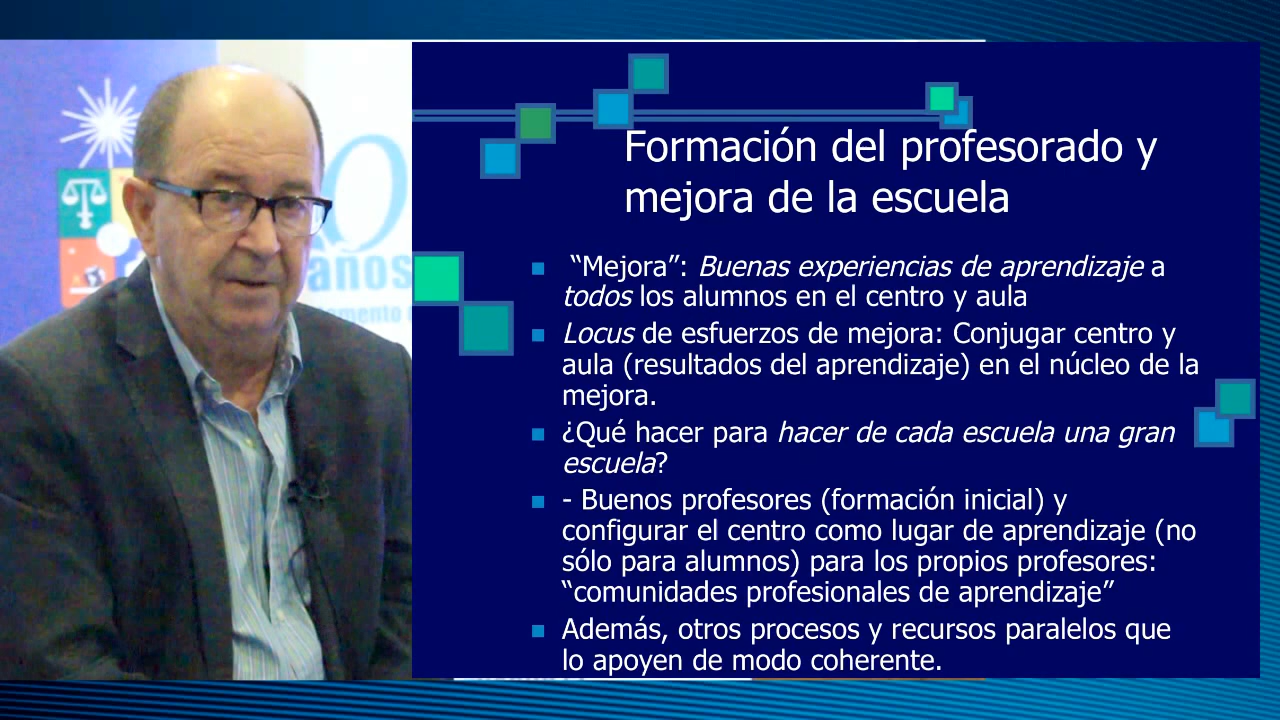 Formación del profesorado y
mejora de la escuela
“Mejora”: Buenas experiencias de aprendizaje a
todos los alumnos en el centro y aula
Locus de esfuerzos de mejora: Conjugar centro y
aula (resultados del aprendizaje) en el núcleo de la
mejora.
¿Qué hacer para hacer de cada escuela una gran
escuela?
- Buenos profesores (formación inicial) y
configurar el centro como lugar de aprendizaje (no
sólo para alumnos) para los propios profesores:
“comunidades profesionales de aprendizaje”
Además, otros procesos y recursos paralelos que
lo apoyen de modo coherente.
años